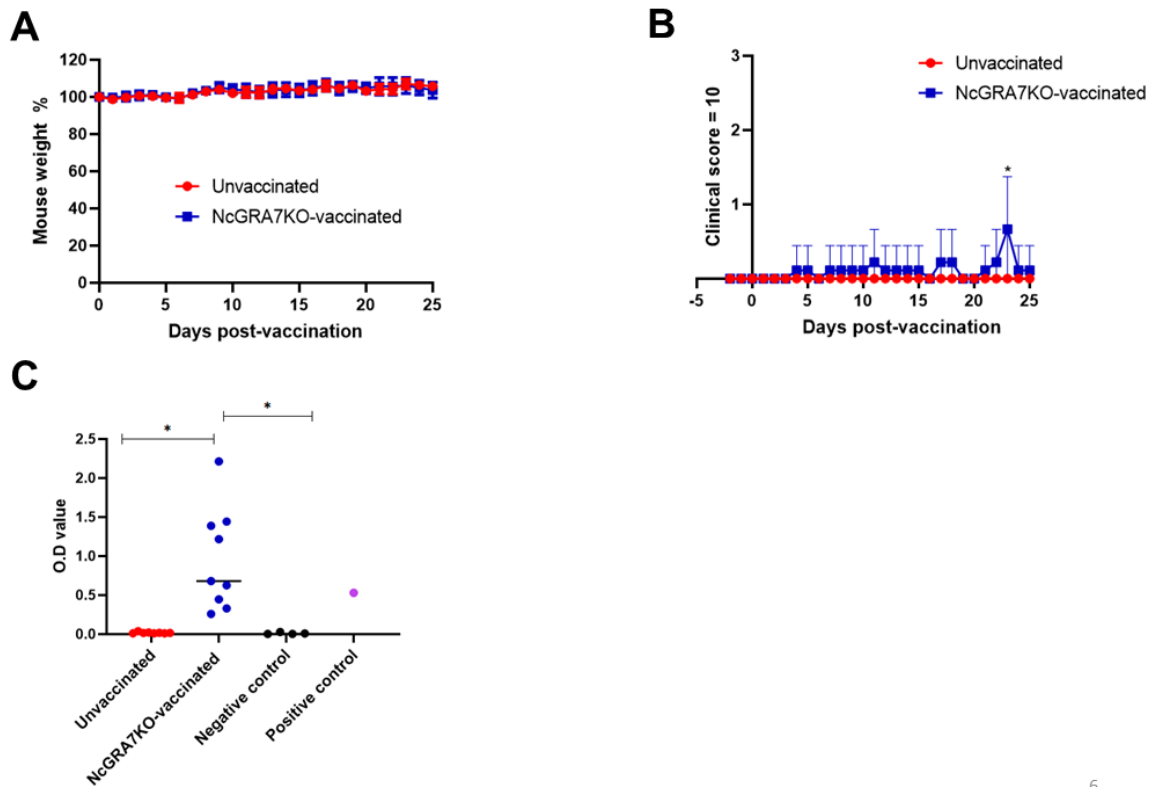 A
120
100
80
60
40
20
0
Mouse weight %
Unvaccinated
NcGRA7KO-vaccinated
0 5 10 15 20 25
Days post-vaccination
B
3
2
1
Clinical score = 10
Unvaccinated
NcGRA7KO-vaccinated
*
-5 0 5 10 15 20 25
Days post-vaccination
C
*
*
2.5
2.0
1.5
1.0
0.5
0.0
O.D value
Unvaccinated
NcGRA7KO-vaccinated
Negative control
Positive control